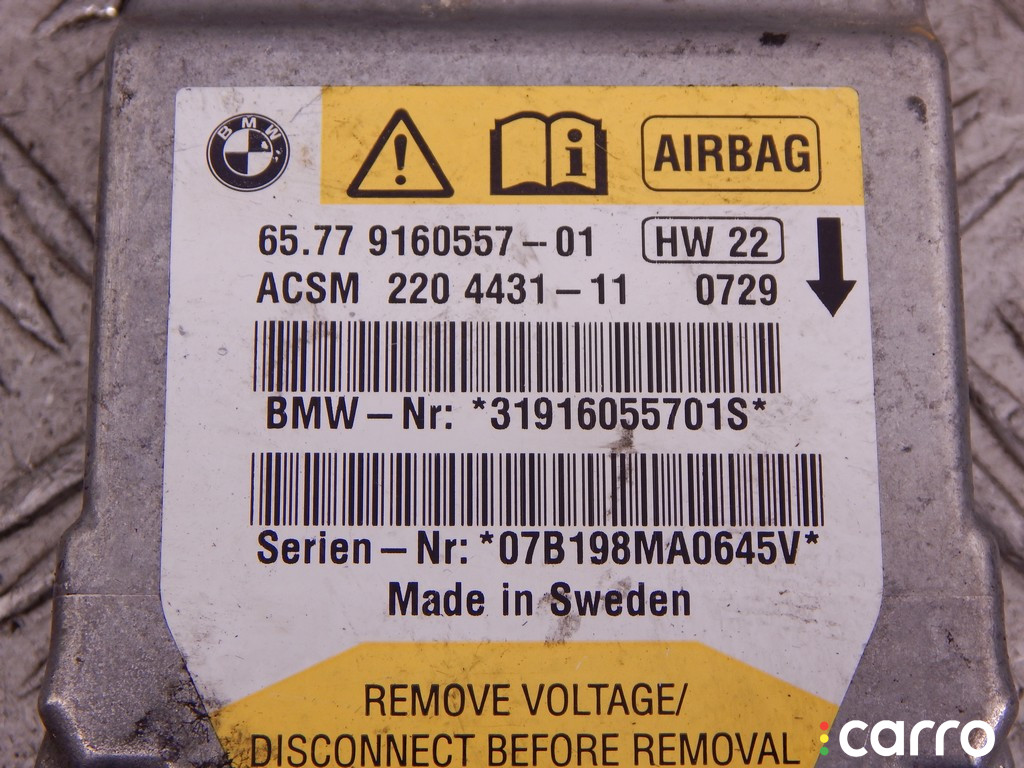 BMW
AIRBAG
65.77 9160557-01 HW 22
ACSM 220 4431-11 0729
BMW-Nr: *31916055701S*
Serien-Nr: *07B198MA0645V*
Made in Sweden
REMOVE VOLTAGE/
DISCONNECT BEFORE REMOVAL
carro